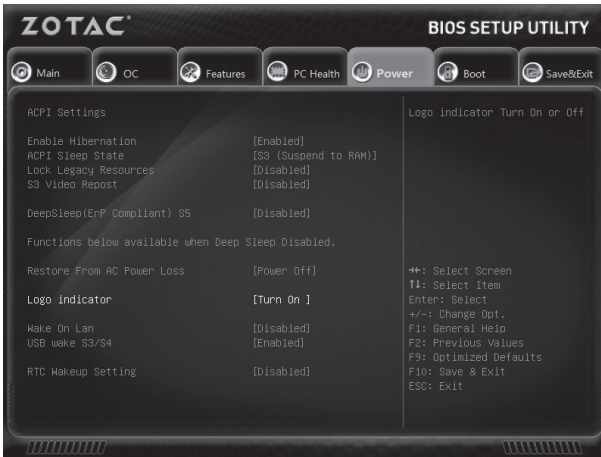 ZOTAC
BIOS SETUP UTILITY
Main
OC
Features
PC Health
Power
Boot
Save&Exit
ACPI Settings
Enable Hibernation [Enabled]
ACPI Sleep State [S3 (Suspend to RAM)]
Lock Legacy Resources [Disabled]
S3 Video Repost [Disabled]
DeepSleep(ErP Compliant) S5 [Disabled]
Functions below available when Deep Sleep Disabled.
Restore From AC Power Loss [Power Off]
Logo indicator [Turn On ]
Wake On Lan [Disabled]
USB wake S3/S4 [Enabled]
RTC Wakeup Setting [Disabled]
Logo indicator Turn On or Off
→←: Select Screen
↑↓: Select Item
Enter: Select
+/-: Change Opt.
F1: General Help
F2: Previous Values
F9: Optimized Defaults
F10: Save & Exit
ESC: Exit